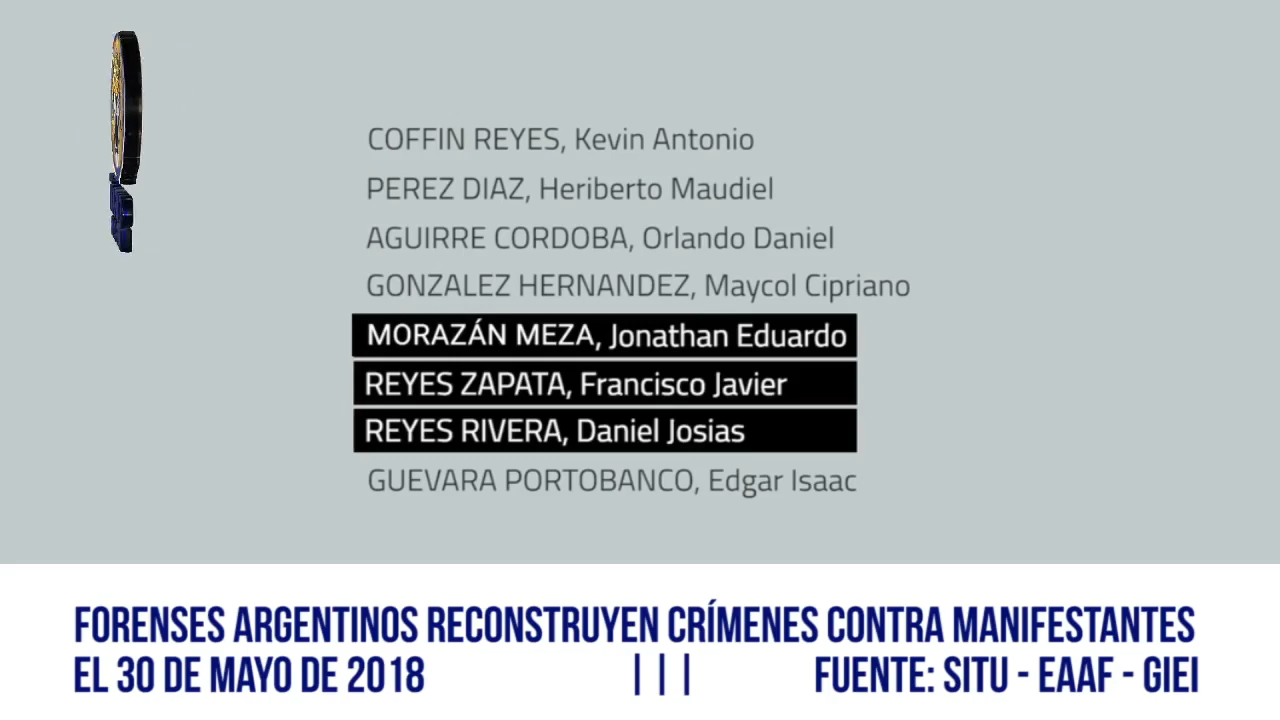 COFFIN REYES, Kevin Antonio
PEREZ DIAZ, Heriberto Maudiel
AGUIRRE CORDOBA, Orlando Daniel
GONZALEZ HERNANDEZ, Maycol Cipriano
MORAZÁN MEZA, Jonathan Eduardo
REYES ZAPATA, Francisco Javier
REYES RIVERA, Daniel Josias
GUEVARA PORTOBANCO, Edgar Isaac
FORENSES ARGENTINOS RECONSTRUYEN CRÍMENES CONTRA MANIFESTANTES
EL 30 DE MAYO DE 2018 | | | FUENTE: SITU - EAAF - GIEI